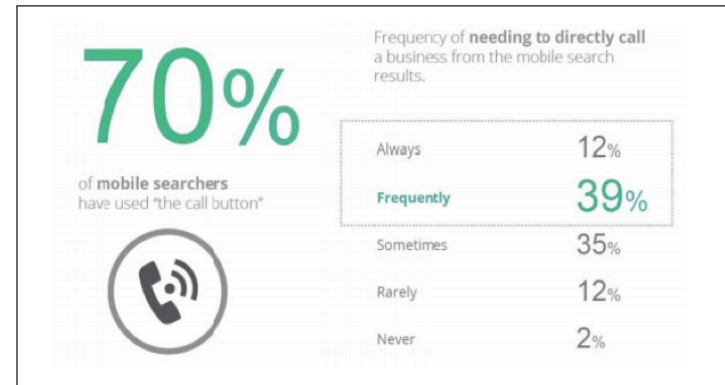 70%
of mobile searchers
have used "the call button"
Frequency of needing to directly call
a business from the mobile search
results.
Always 12%
Frequently 39%
Sometimes 35%
Rarely 12%
Never 2%